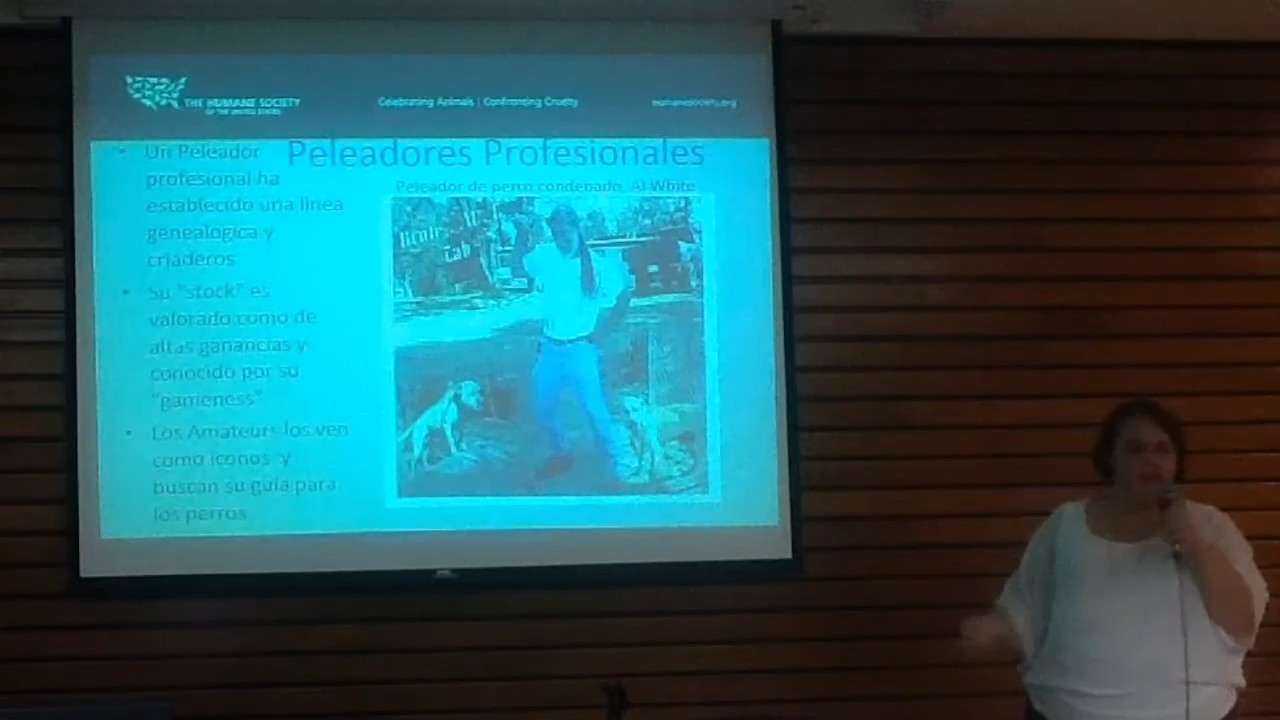 THE HUMANE SOCIETY
OF THE UNITED STATES
Celebrating Animals | Confronting Cruelty
humanesociety.org
Peleadores Profesionales
• Un Peleador
profesional ha
establecido una linea
genealogica y
criaderos
• Su "stock" es
valorado como de
altas ganancias y
conocido por su
"gameness"
• Los Amateurs los ven
como iconos y
buscan su guia para
los perros
Peleador de perro condenado, Al White
Cab